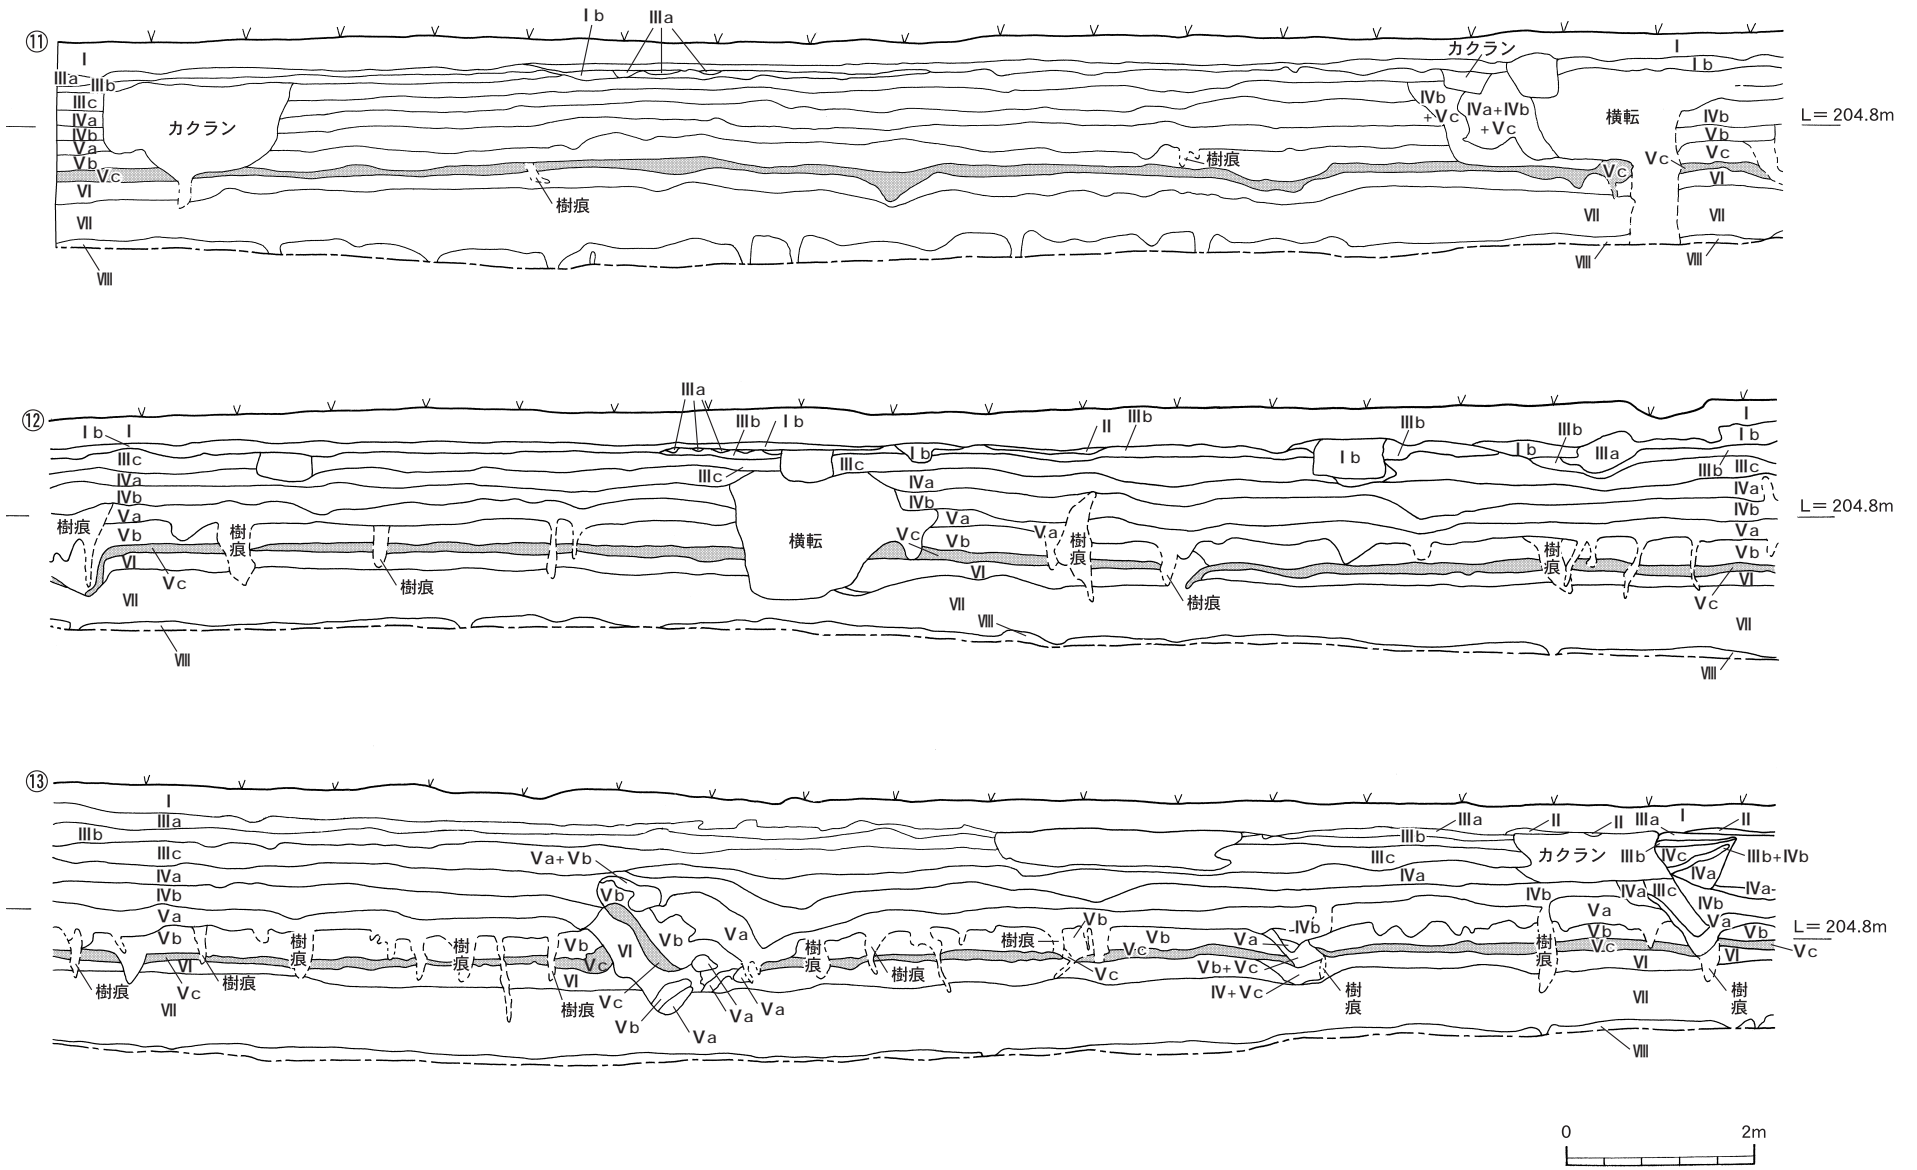 ⑪
Ⅰb
Ⅲa
カクラン
Ⅰ
Ⅰ
Ⅰb
Ⅲa
Ⅲb
Ⅲc
Ⅳa
Ⅳb
Ⅴa
Ⅴb
Ⅴc
Ⅵ
Ⅶ
Ⅷ
カクラン
樹痕
樹痕
Ⅳb
+Ⅴc
Ⅳa+Ⅳb
+Ⅴc
横転
Ⅴc
Ⅴc
Ⅶ
Ⅷ
Ⅳb
Ⅴb
Ⅴc
Ⅵ
Ⅶ
Ⅷ
L=204.8m
⑫
Ⅲa
Ⅲb
Ⅰb
Ⅱ
Ⅲb
Ⅲb
Ⅲb
Ⅰ
Ⅰb
Ⅰ
Ⅰb
Ⅰb
Ⅰb
Ⅰb
Ⅲa
Ⅲc
Ⅲc
Ⅲc
Ⅲb
Ⅲc
Ⅳa
Ⅳa
Ⅳa
Ⅳb
Ⅳb
Ⅳb
L=204.8m
樹痕
Ⅴa
Ⅴb
樹痕
横転
Ⅴa
Ⅴc
Ⅴb
Ⅴa
樹痕
樹痕
Ⅴa
Ⅴb
Ⅵ
Ⅴc
樹痕
Ⅵ
樹痕
Ⅵ
Ⅴc
Ⅶ
Ⅶ
Ⅶ
Ⅷ
Ⅷ
Ⅷ
⑬
Ⅰ
Ⅲa
Ⅲb
Ⅲc
Ⅳa
Ⅳb
Ⅴa
Ⅴb
Ⅵ
Ⅴc
Ⅶ
樹痕
樹痕
樹痕
樹痕
Ⅴa+Ⅴb
Ⅴb
Ⅴb
Ⅴc
Ⅵ
Ⅵ
Ⅴb
Ⅴa
樹痕
Ⅴc
Ⅴb
Ⅴa
Ⅴa
Ⅴa
樹痕
樹痕
樹痕
Ⅴb
Ⅴc
Ⅴc
Ⅴb
Ⅳb
Ⅴa
Ⅴb+Ⅴc
Ⅳ+Ⅴc
樹痕
Ⅲa
Ⅱ
Ⅱ
Ⅲa
Ⅰ
Ⅱ
Ⅲb
Ⅲc
Ⅳa
カクラン
Ⅲb
Ⅳc
Ⅲb+Ⅳb
Ⅳa
Ⅳb
Ⅳa
Ⅲc
Ⅳa
Ⅳb
Ⅴa
Ⅴb
Ⅴc
Ⅴa
Ⅴb
L=204.8m
Ⅴc
樹痕
Ⅵ
Ⅵ
Ⅶ
樹痕
Ⅷ
0
2m